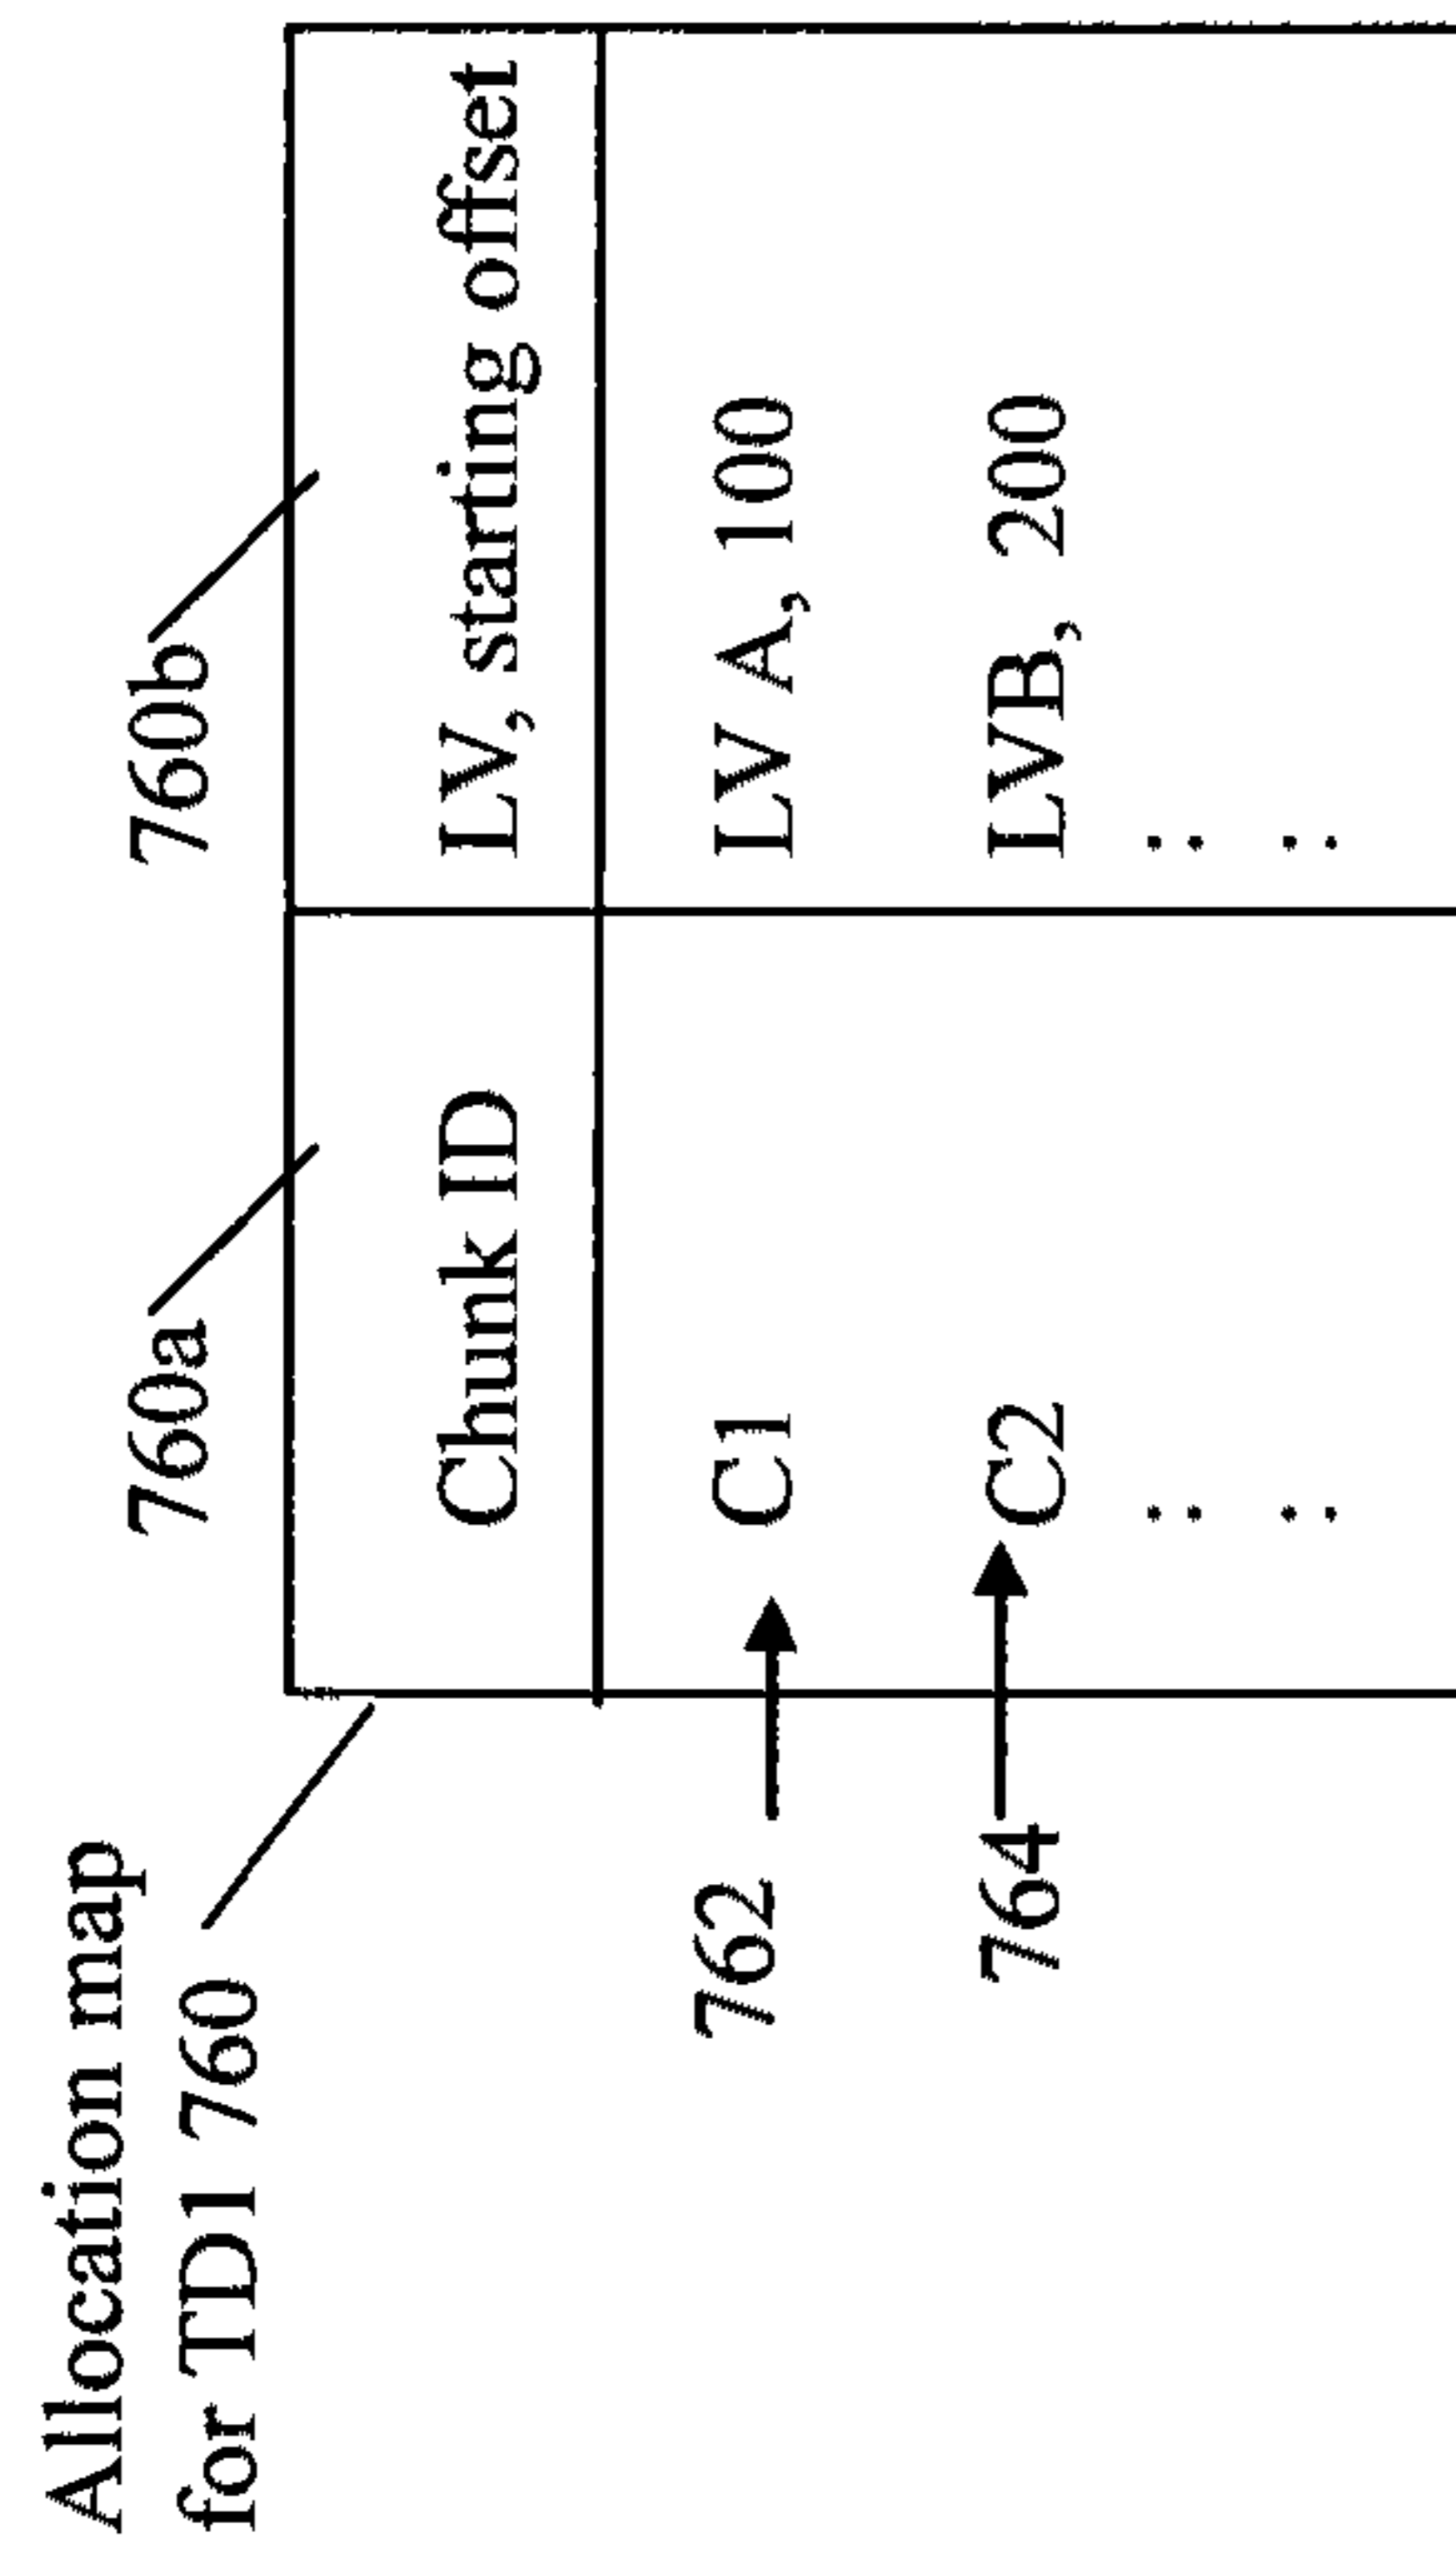 Allocation map
for TD1 760
760a
760b
Chunk ID
LV, starting offset
762
C1
LV A, 100
764
C2
LVB, 200